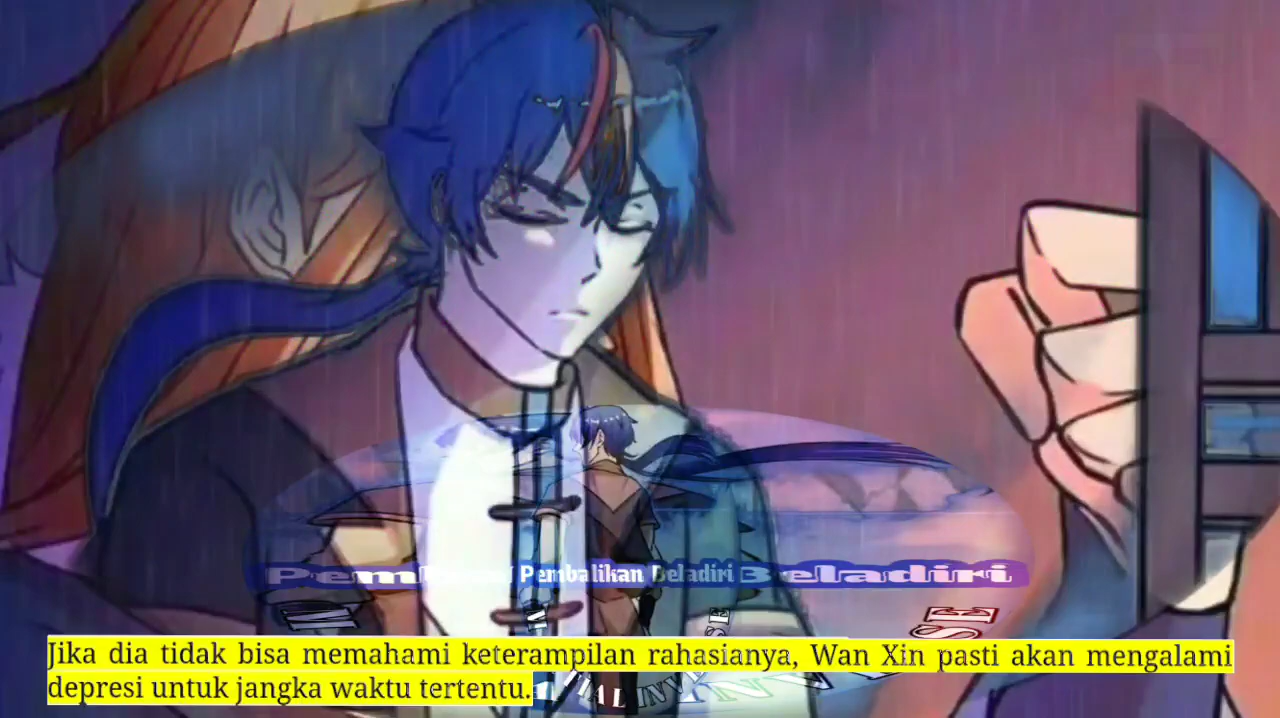 Pembalikan Beladiri
Jika dia tidak bisa memahami keterampilan rahasianya, Wan Xin pasti akan mengalami
depresi untuk jangka waktu tertentu.